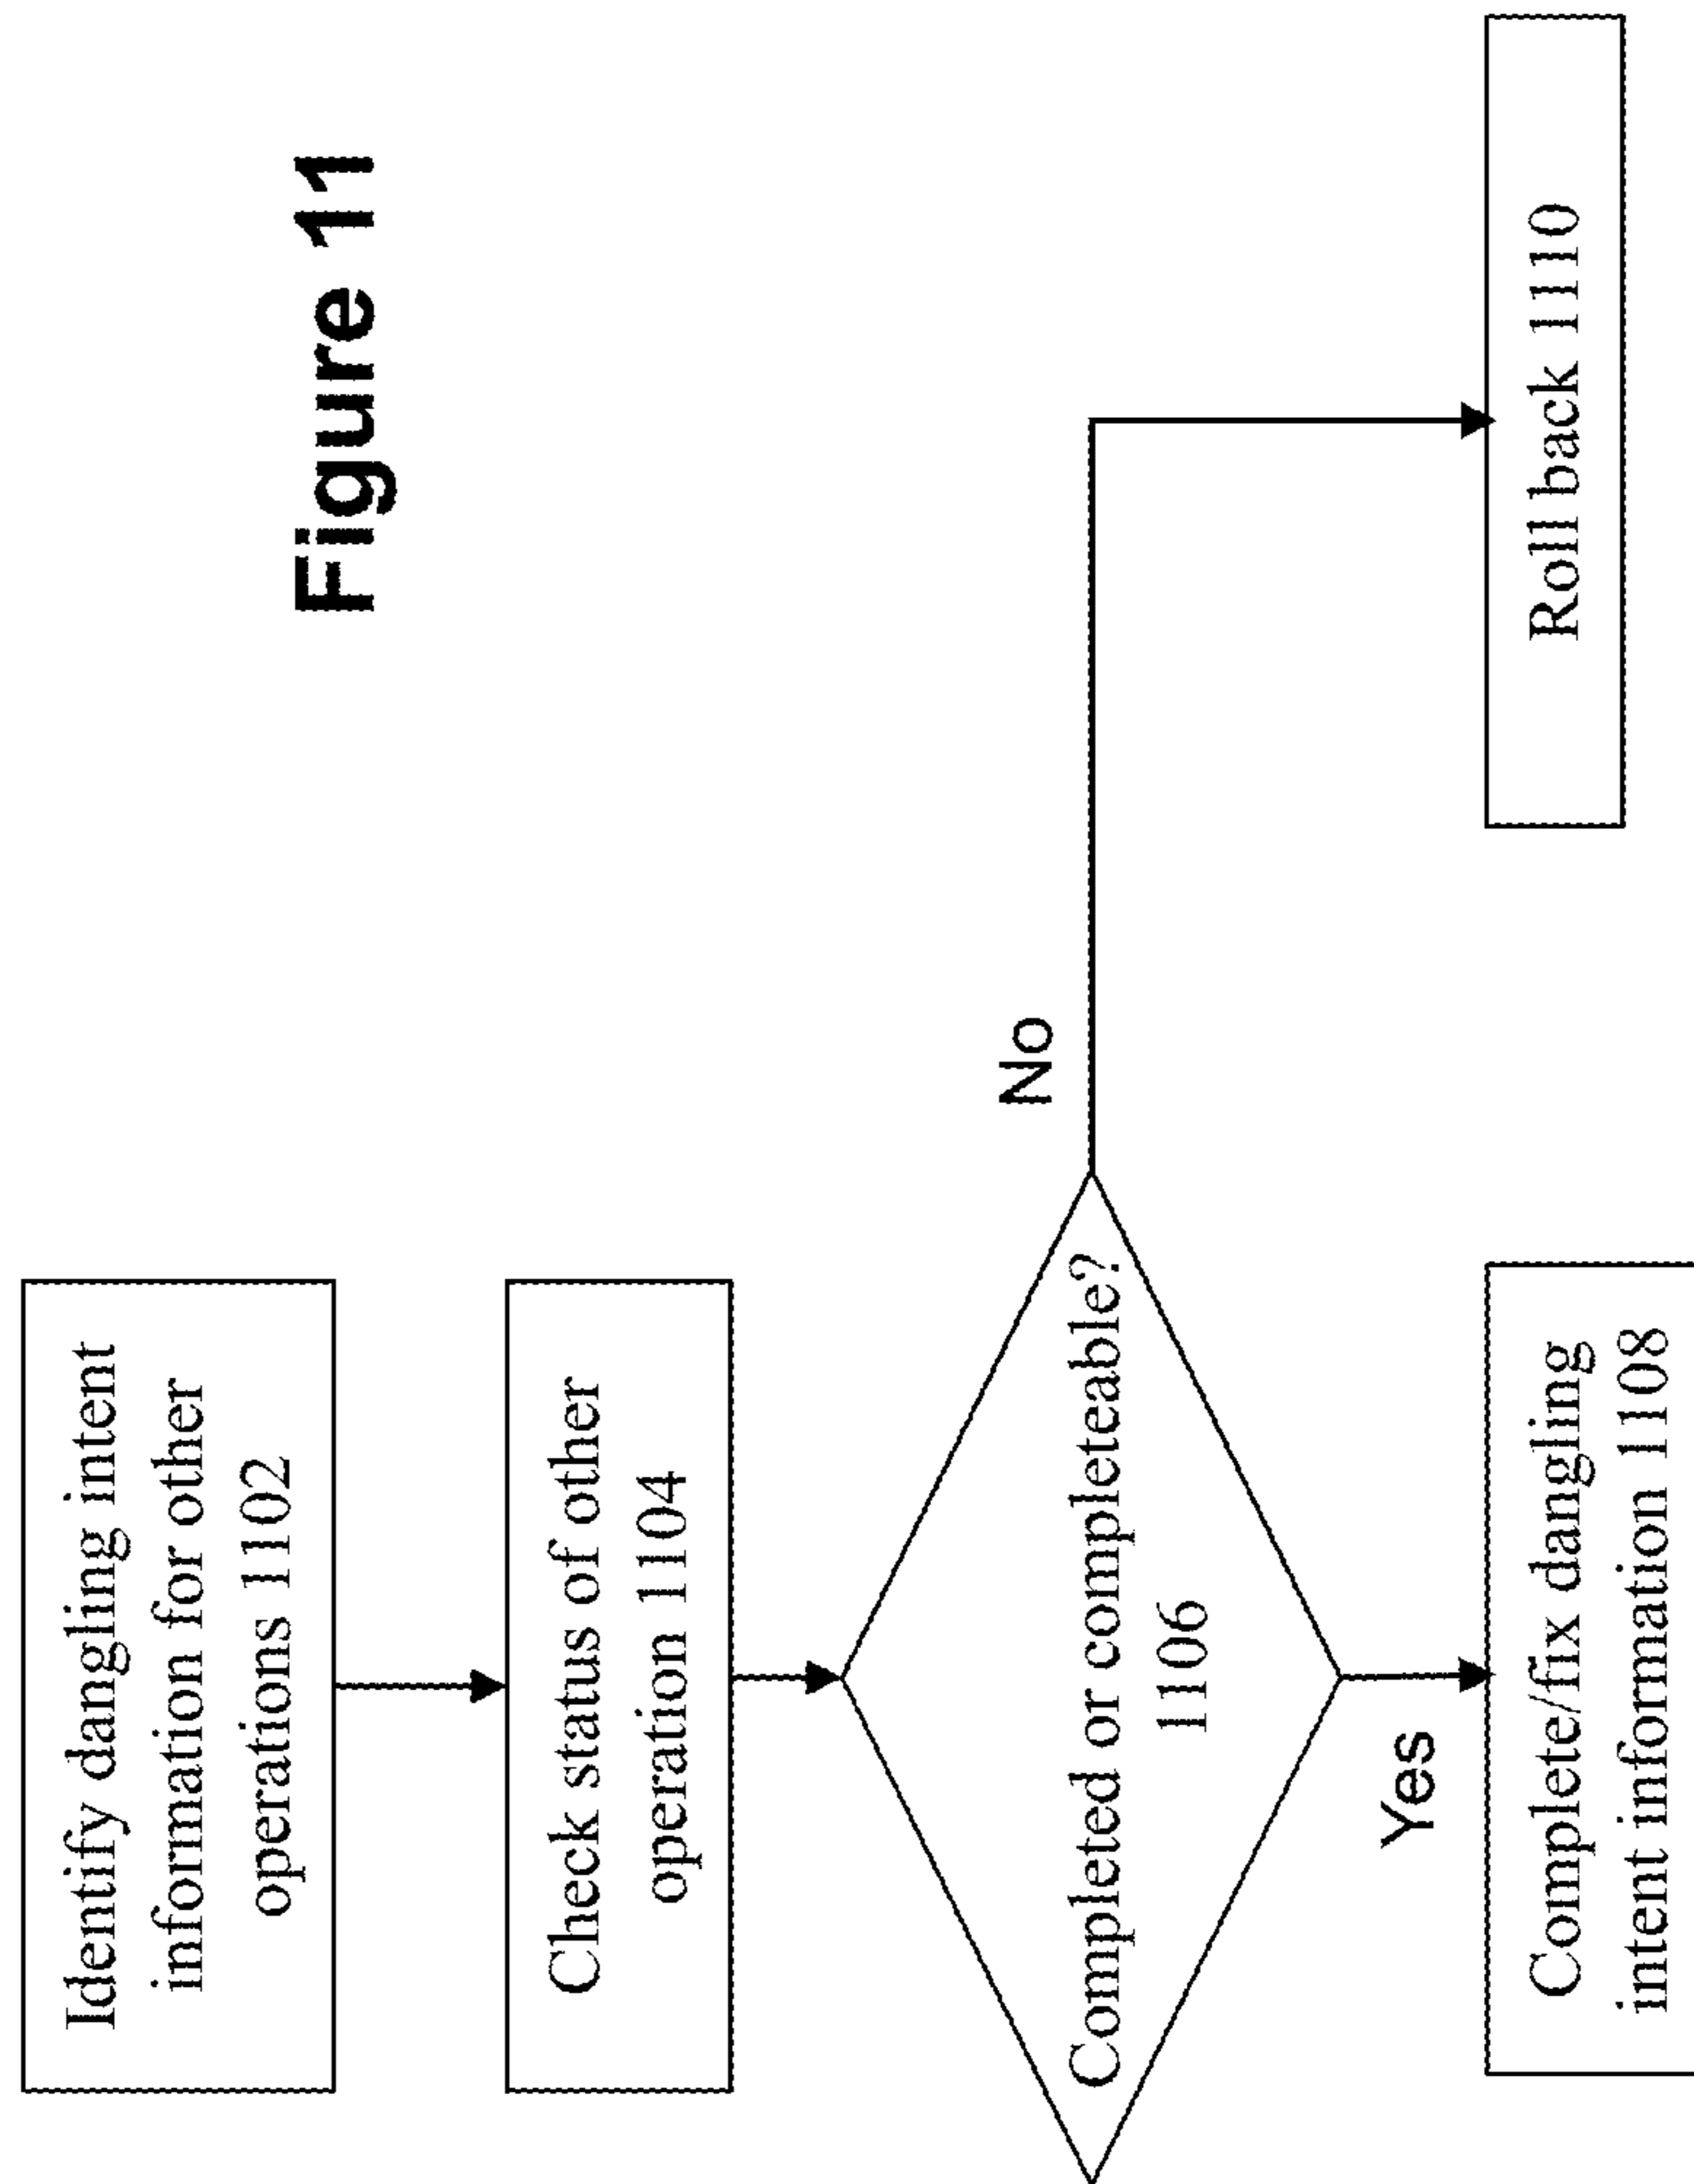 Figure 11
Identify dangling intent
information for other
operations 1102
Check status of other
operation 1104
Completed or completeable?
1106
No
Yes
Complete/fix dangling
intent information 1108
Roll back 1110